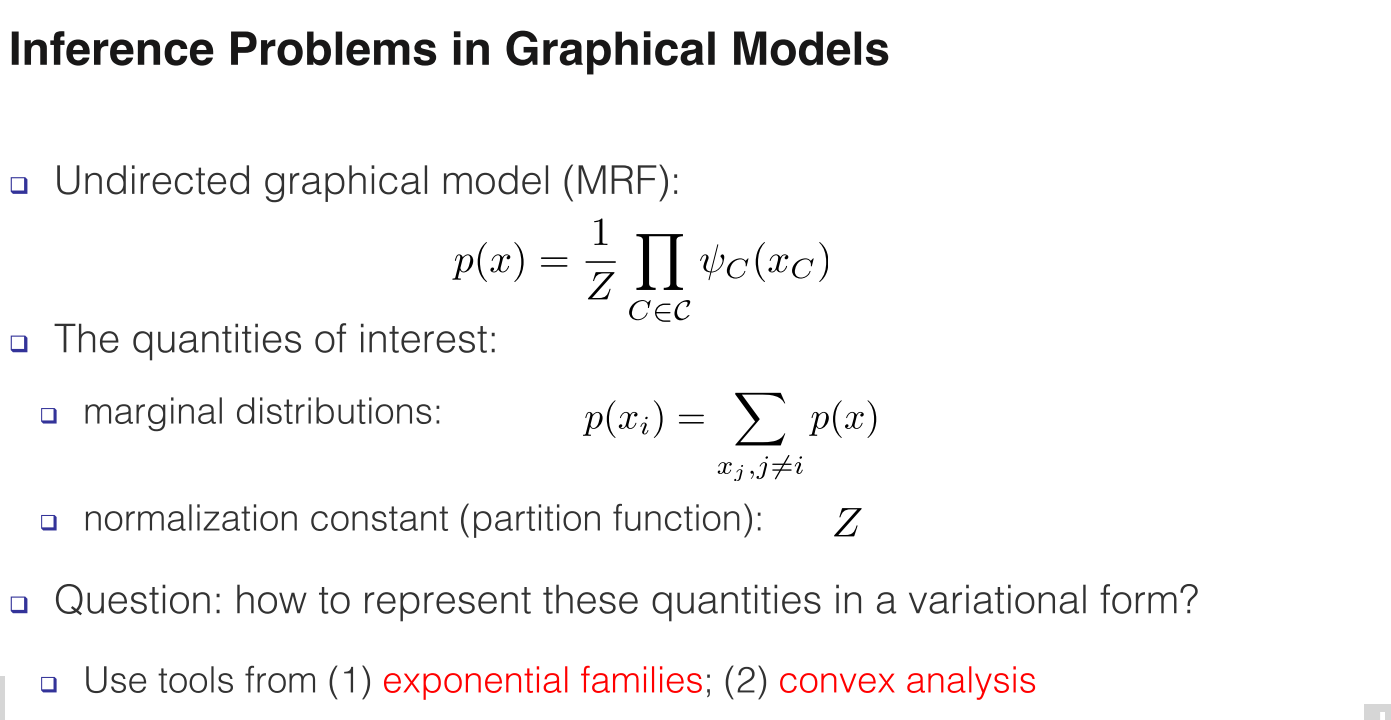 Inference Problems in Graphical Models
❑ Undirected graphical model (MRF):
p(x) = \frac{1}{Z} \prod_{C \in \mathcal{C}} \psi_C(x_C)
❑ The quantities of interest:
❑ marginal distributions: p(x_i) = \sum_{x_j, j \neq i} p(x)
❑ normalization constant (partition function): Z
❑ Question: how to represent these quantities in a variational form?
❑ Use tools from (1) exponential families; (2) convex analysis